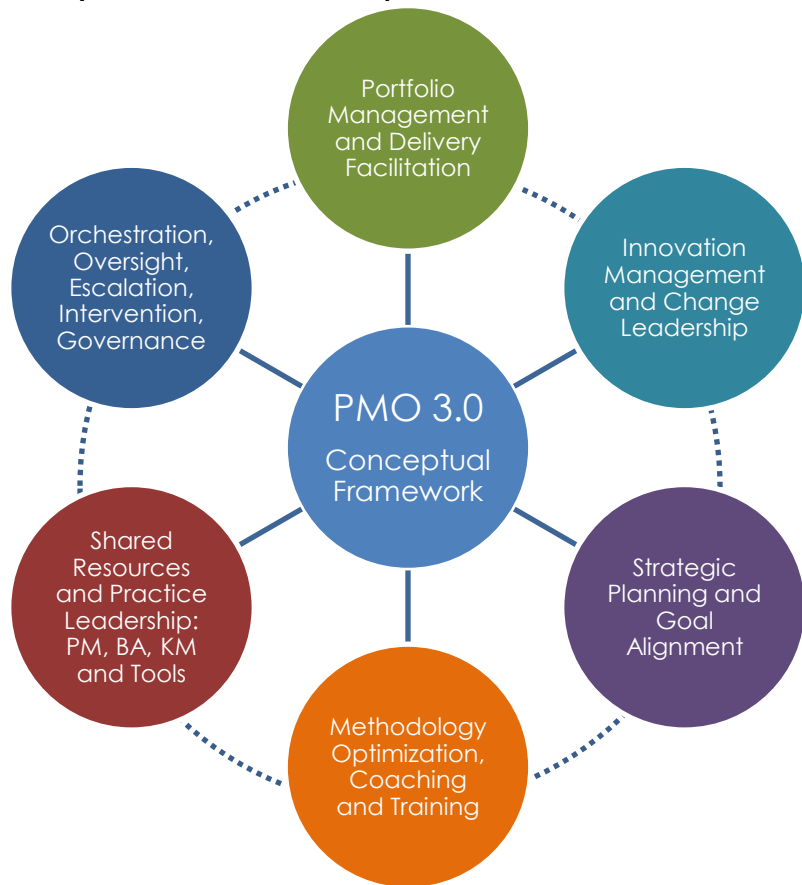 Portfolio
Management
and Delivery
Facilitation
Orchestration,
Oversight,
Escalation,
Intervention,
Governance
Innovation
Management
and Change
Leadership
PMO 3.0
Conceptual
Framework
Shared
Resources
and Practice
Leadership:
PM, BA, KM
and Tools
Strategic
Planning and
Goal
Alignment
Methodology
Optimization,
Coaching
and Training